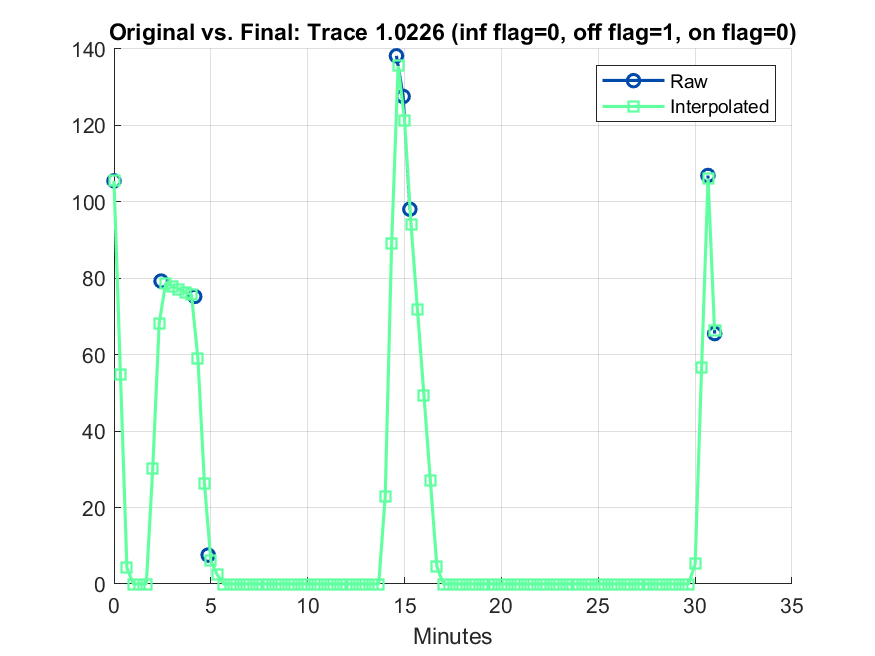 Original vs. Final: Trace 1.0226 (inf flag=0, off flag=1, on flag=0)
140
120
100
80
60
40
20
0
Raw
Interpolated
0 5 10 15 20 25 30 35
Minutes